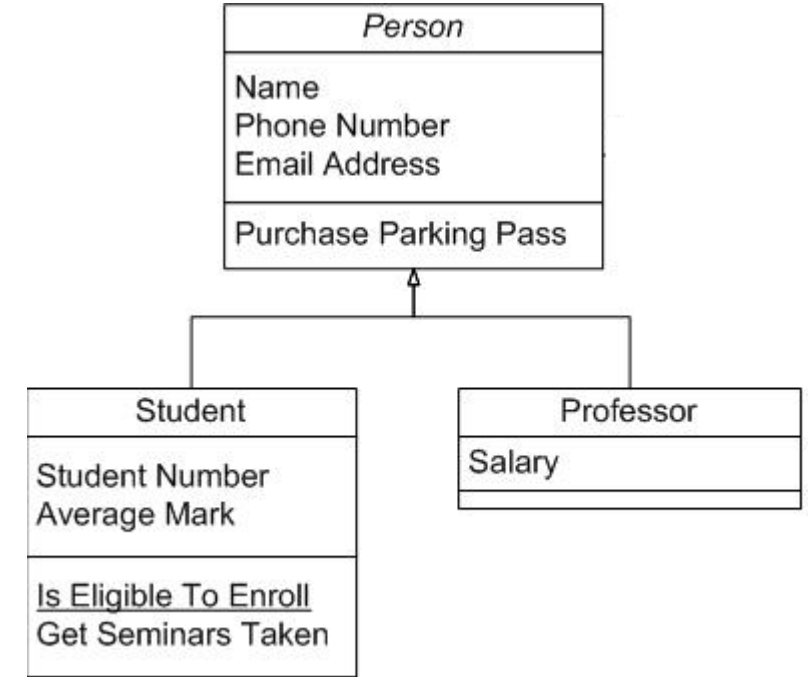 Person
Name
Phone Number
Email Address
Purchase Parking Pass
Student
Student Number
Average Mark
Is Eligible To Enroll
Get Seminars Taken
Professor
Salary